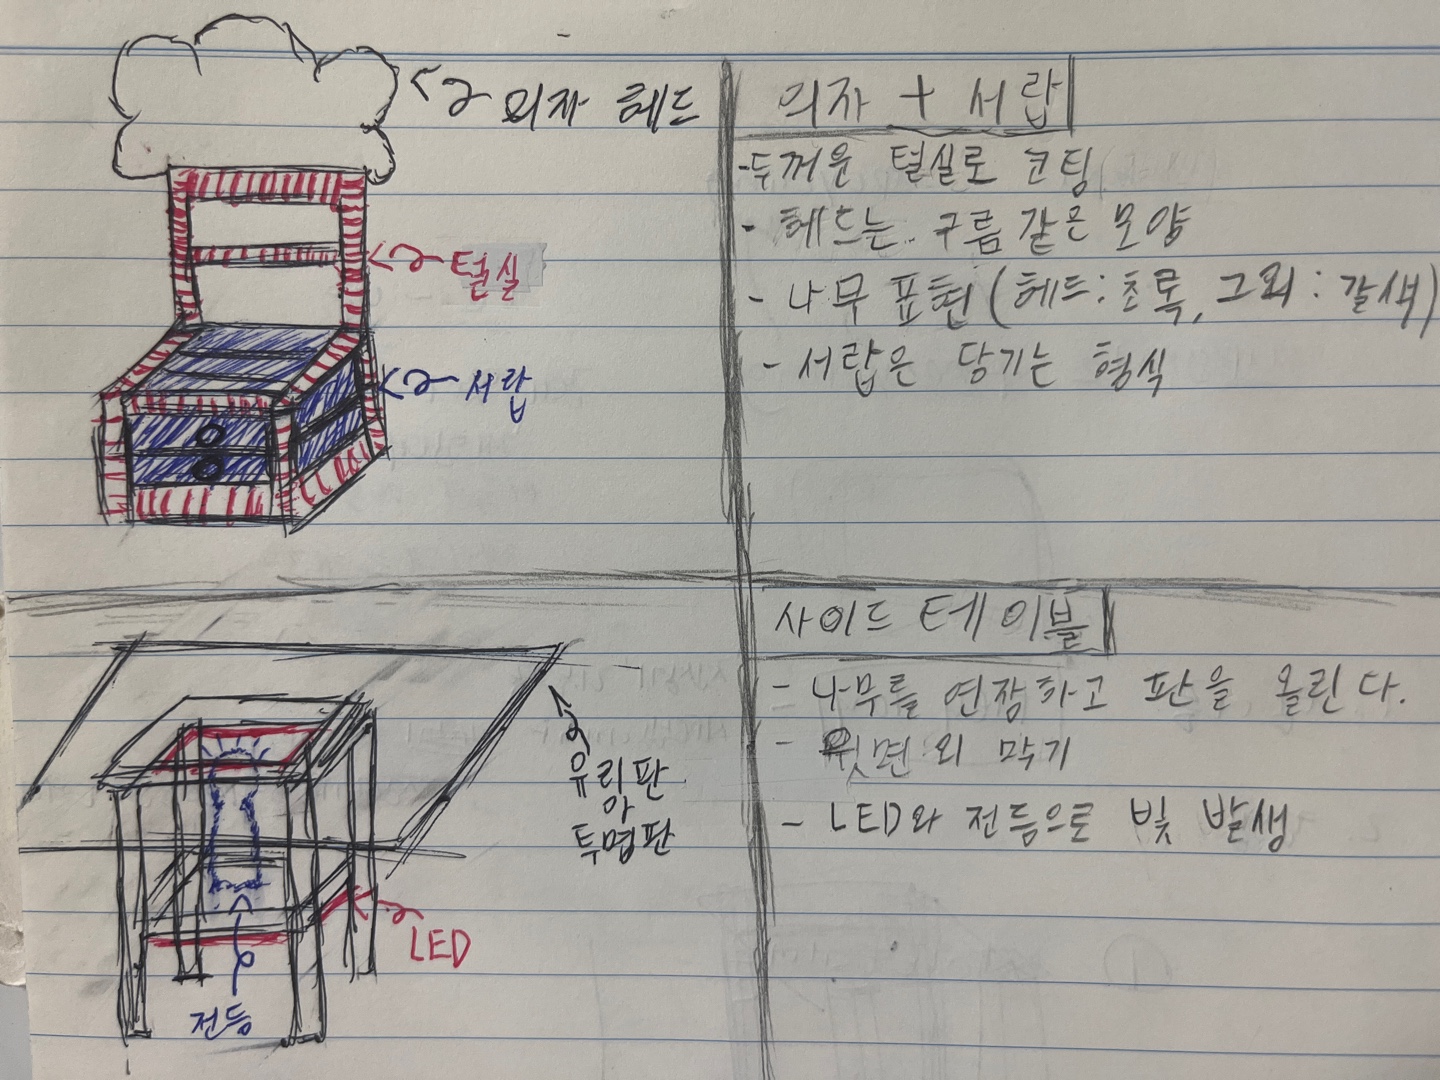 의자 헤드
털실
서랍
의자 + 서랍
-두꺼운 털실로 코팅
- 헤드는 구름 같은 모양
- 나무 표현 (헤드:초록, 그외:갈색)
- 서랍은 당기는 형식
유리판
아
투명판
LED
전등
사이드 테이블
- 나무를 연장하고 판을 올린다.
- 윗면 외 막기
- LED와 전등으로 빛 발생